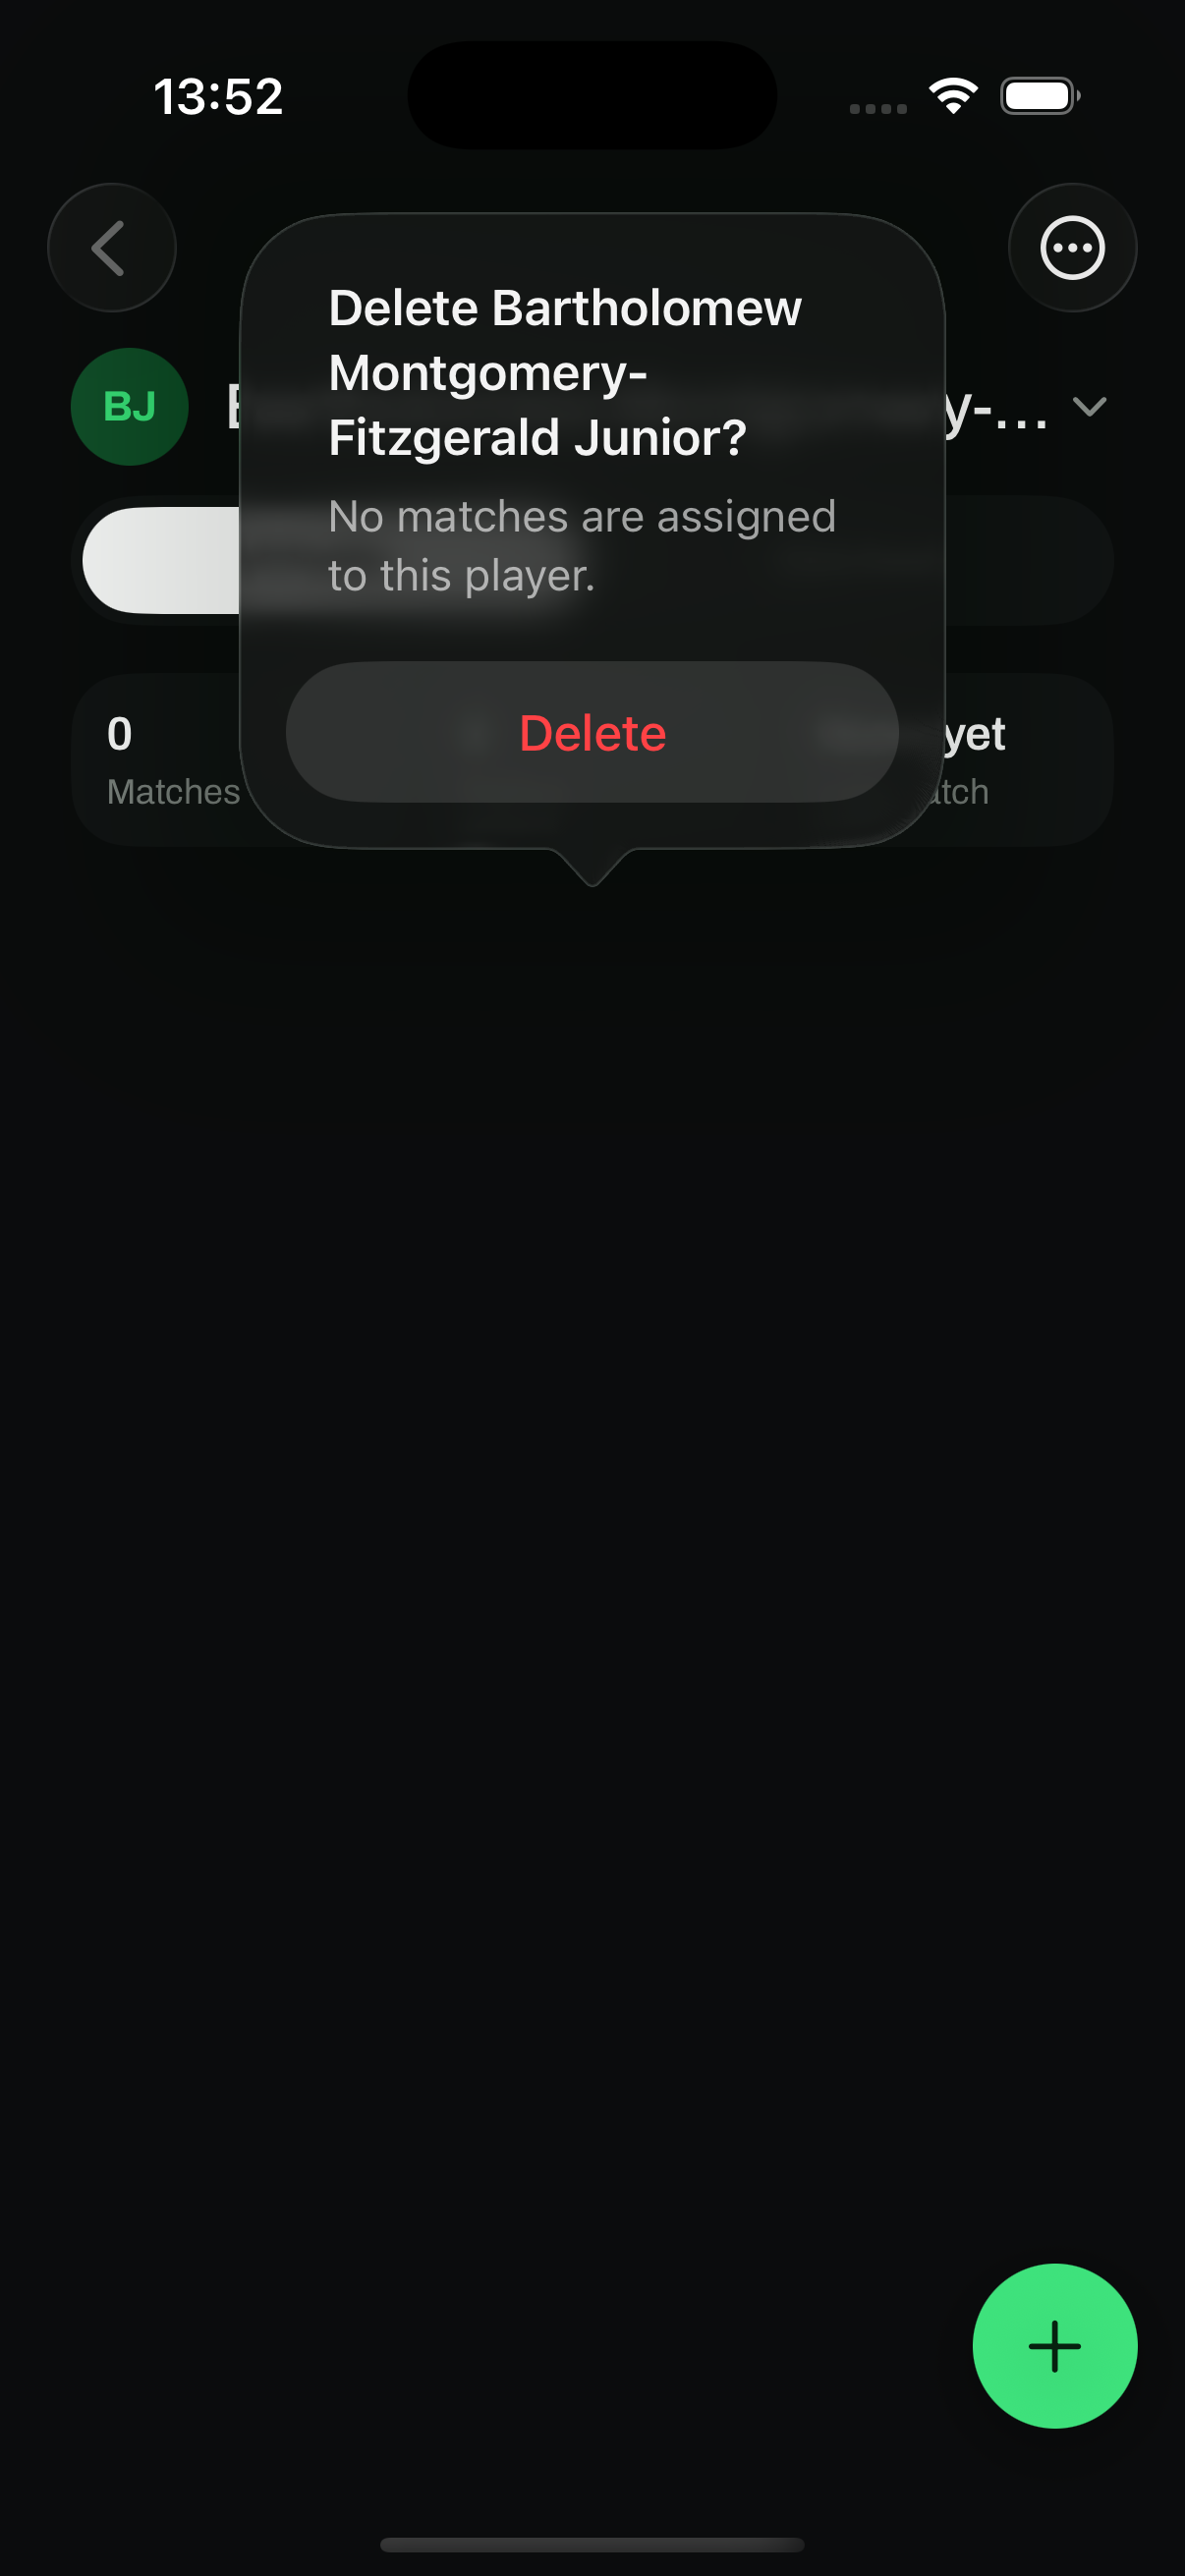 13:52
Delete Bartholomew
Montgomery-
Fitzgerald Junior?
BJ
y-...
No matches are assigned
to this player.
Delete
0
yet
Matches